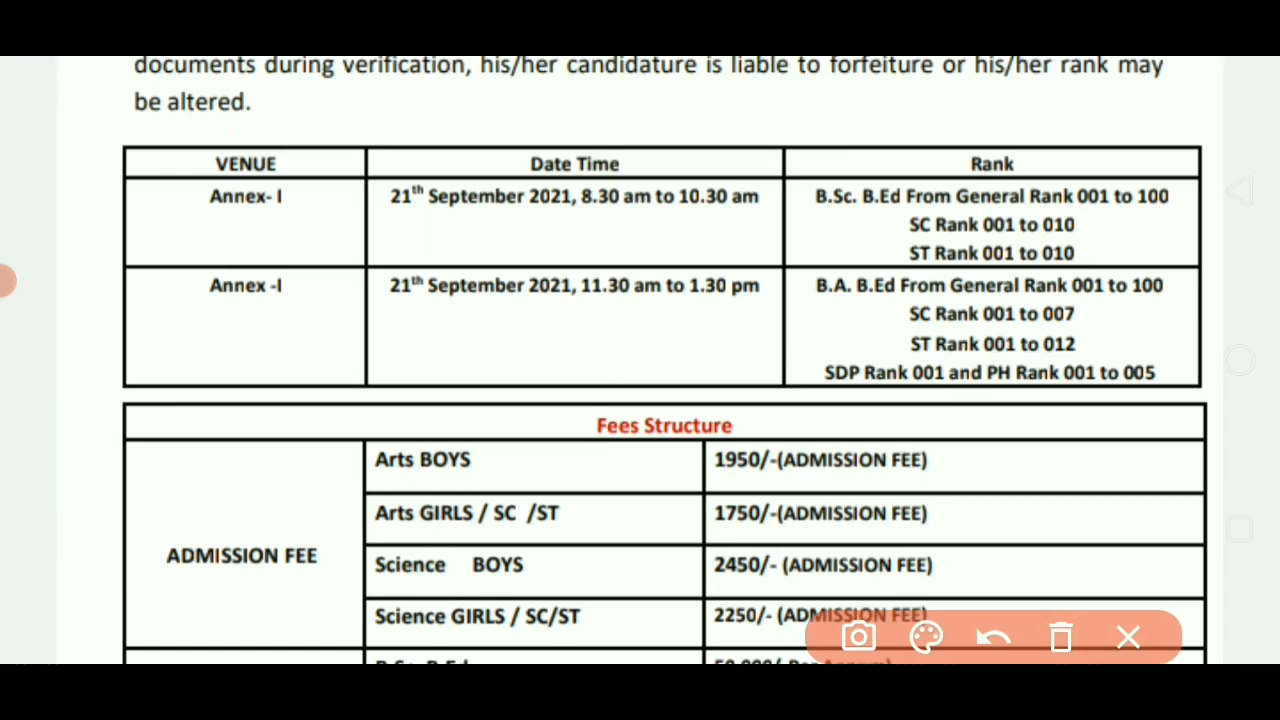 documents during verification, his/her candidature is liable to forfeiture or his/her rank may
be altered.
VENUE Date Time Rank
Annex- I 21th September 2021, 8.30 am to 10.30 am B.Sc. B.Ed From General Rank 001 to 100
SC Rank 001 to 010
ST Rank 001 to 010
Annex -I 21th September 2021, 11.30 am to 1.30 pm B.A. B.Ed From General Rank 001 to 100
SC Rank 001 to 007
ST Rank 001 to 012
SDP Rank 001 and PH Rank 001 to 005
Fees Structure
ADMISSION FEE
Arts BOYS 1950/-(ADMISSION FEE)
Arts GIRLS / SC /ST 1750/-(ADMISSION FEE)
Science BOYS 2450/- (ADMISSION FEE)
Science GIRLS / SC/ST 2250/- (ADMISSION FEE)